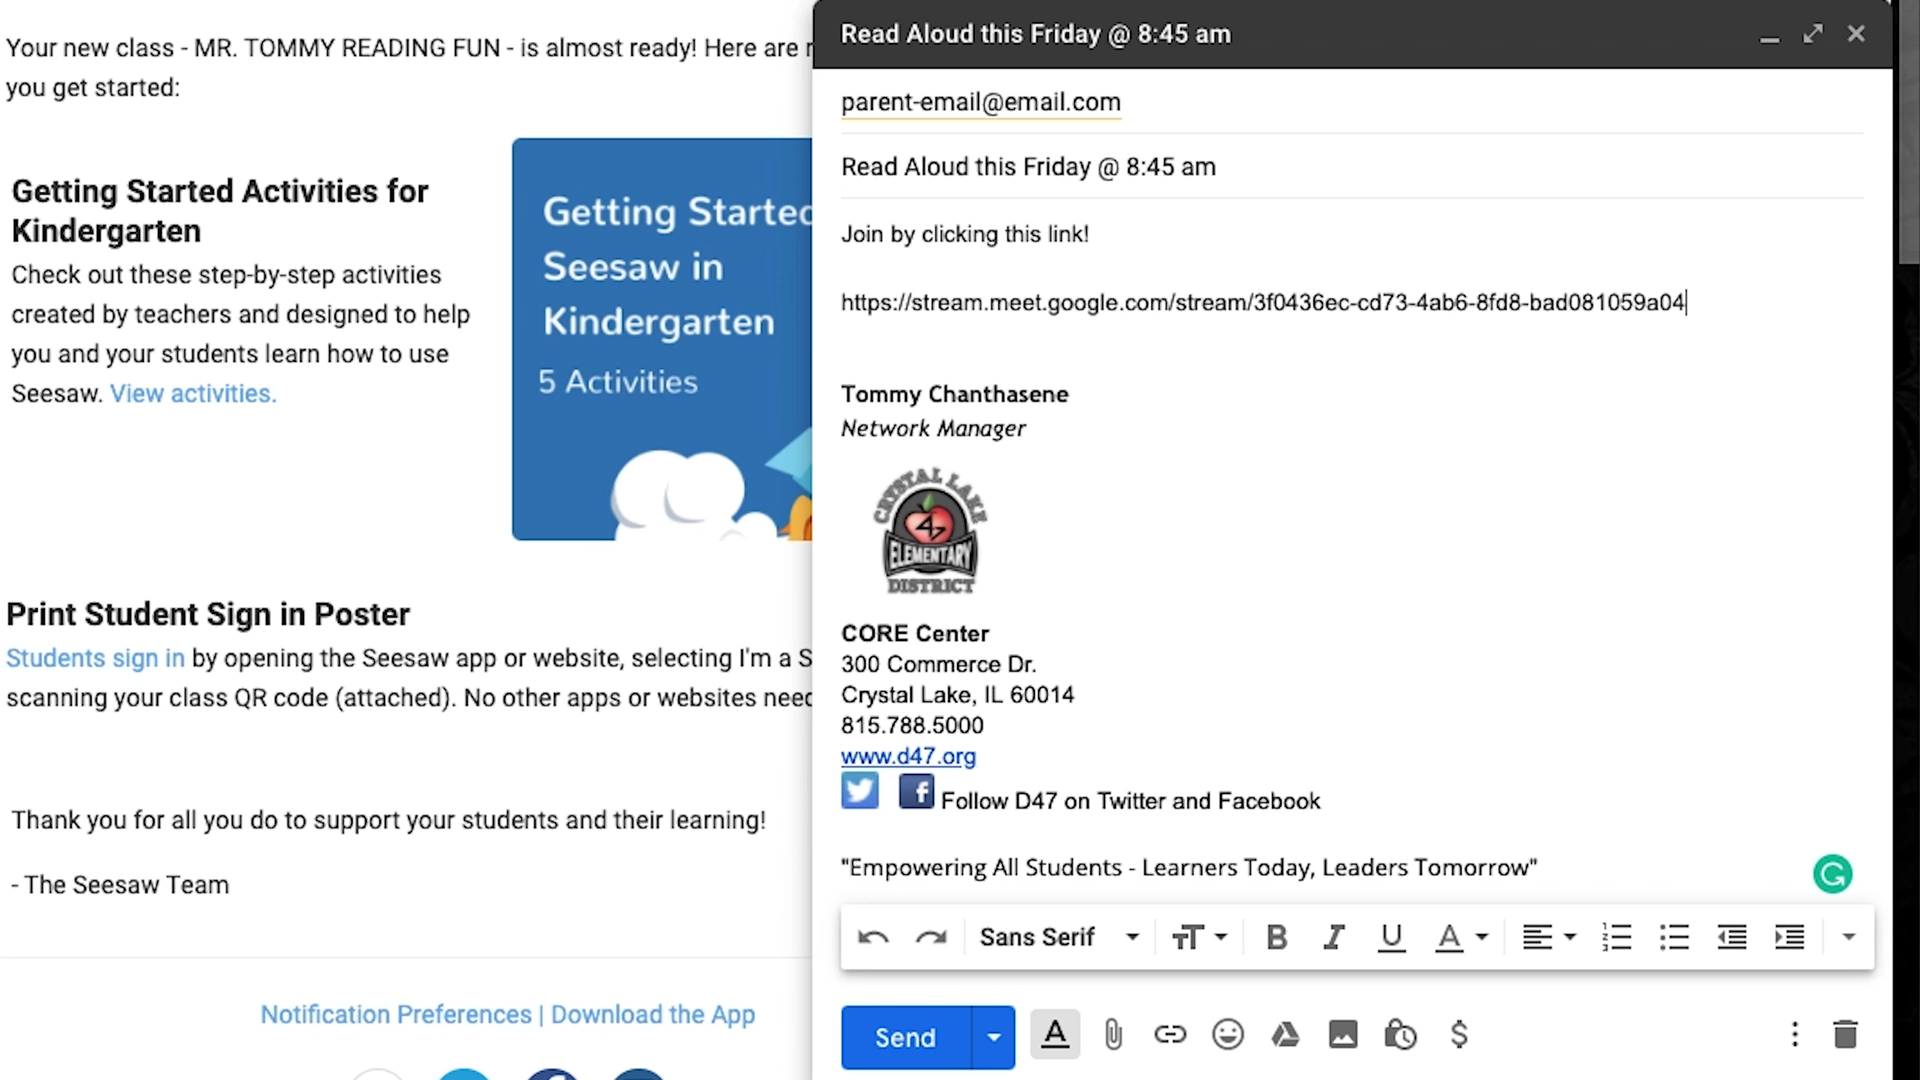 Your new class - MR. TOMMY READING FUN - is almost ready! Here are
you get started:
Getting Started Activities for
Kindergarten
Check out these step-by-step activities
created by teachers and designed to help
you and your students learn how to use
Seesaw. View activities.
Getting Started
Seesaw in
Kindergarten
5 Activities
Print Student Sign in Poster
Students sign in by opening the Seesaw app or website, selecting I'm a S
scanning your class QR code (attached). No other apps or websites need
Thank you for all you do to support your students and their learning!
- The Seesaw Team
Notification Preferences | Download the App
Read Aloud this Friday @ 8:45 am
parent-email@email.com
Read Aloud this Friday @ 8:45 am
Join by clicking this link!
https://stream.meet.google.com/stream/3f0436ec-cd73-4ab6-8fd8-bad081059a04
Tommy Chanthasene
Network Manager
CRYSTAL LAKE
47
ELEMENTARY
DISTRICT
CORE Center
300 Commerce Dr.
Crystal Lake, IL 60014
815.788.5000
www.d47.org
Follow D47 on Twitter and Facebook
"Empowering All Students - Learners Today, Leaders Tomorrow"
Sans Serif
Send